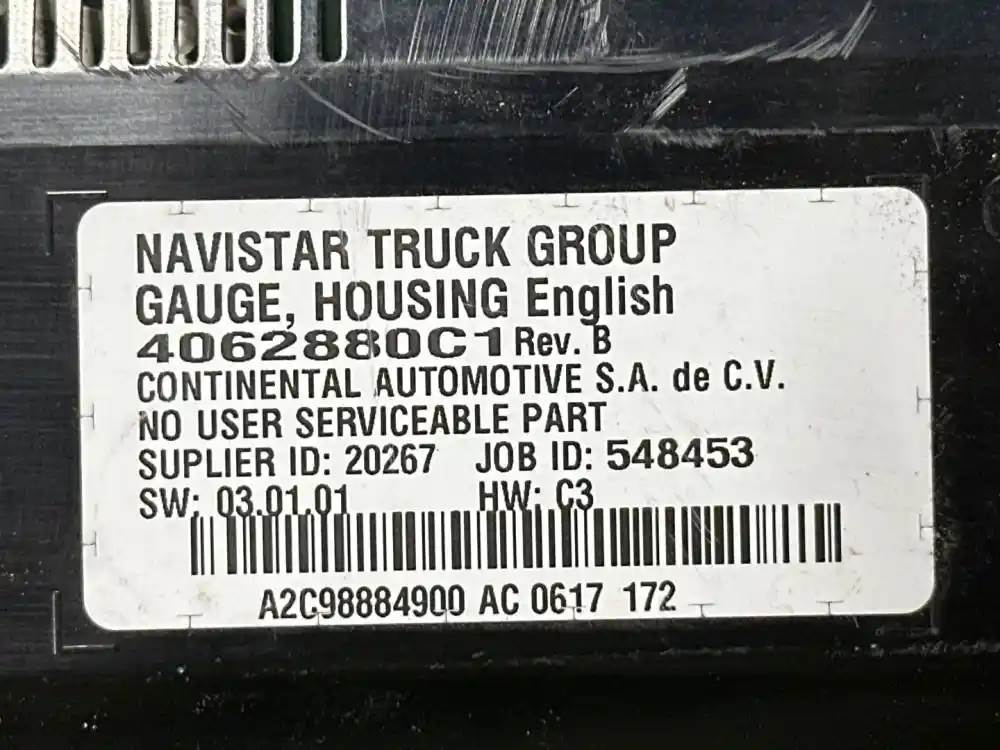 NAVISTAR TRUCK GROUP
GAUGE, HOUSING English
4062880C1 Rev. B
CONTINENTAL AUTOMOTIVE S.A. de C.V.
NO USER SERVICEABLE PART
SUPLIER ID: 20267 JOB ID: 548453
SW: 03.01.01 HW: C3
A2C98884900 AC 0617 172